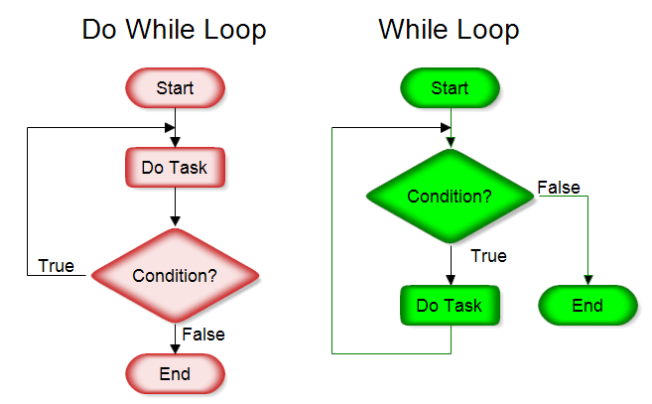 Do While Loop
Start
Do Task
Condition?
True
False
End
While Loop
Start
Condition?
False
True
Do Task
End